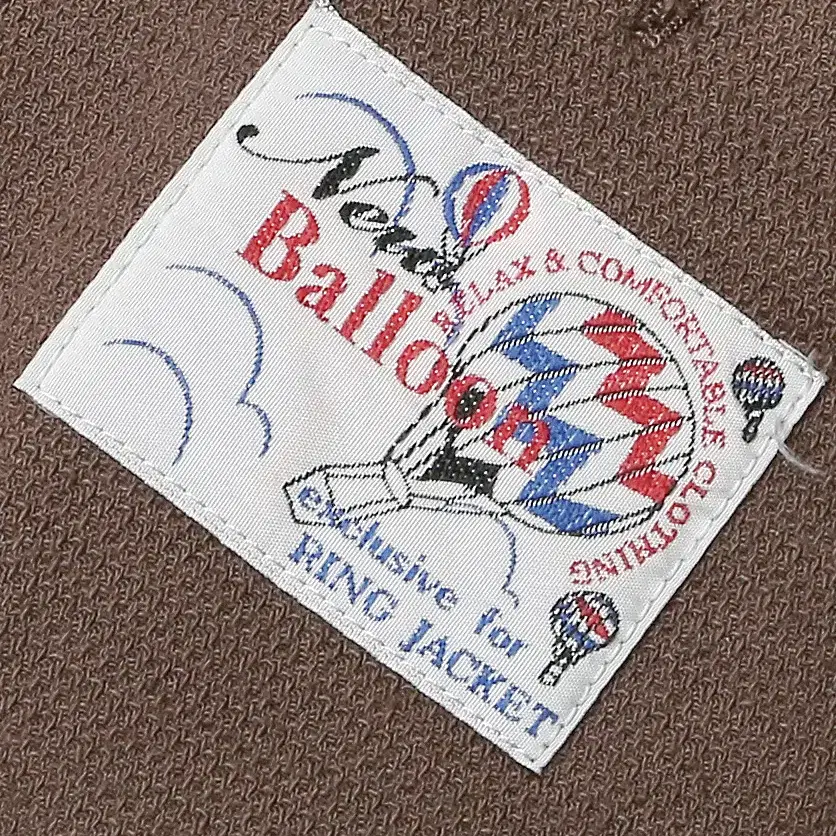 New
Balloon
RELAX & COMFORTABLE CLOTHING
exclusive for
RING JACKET